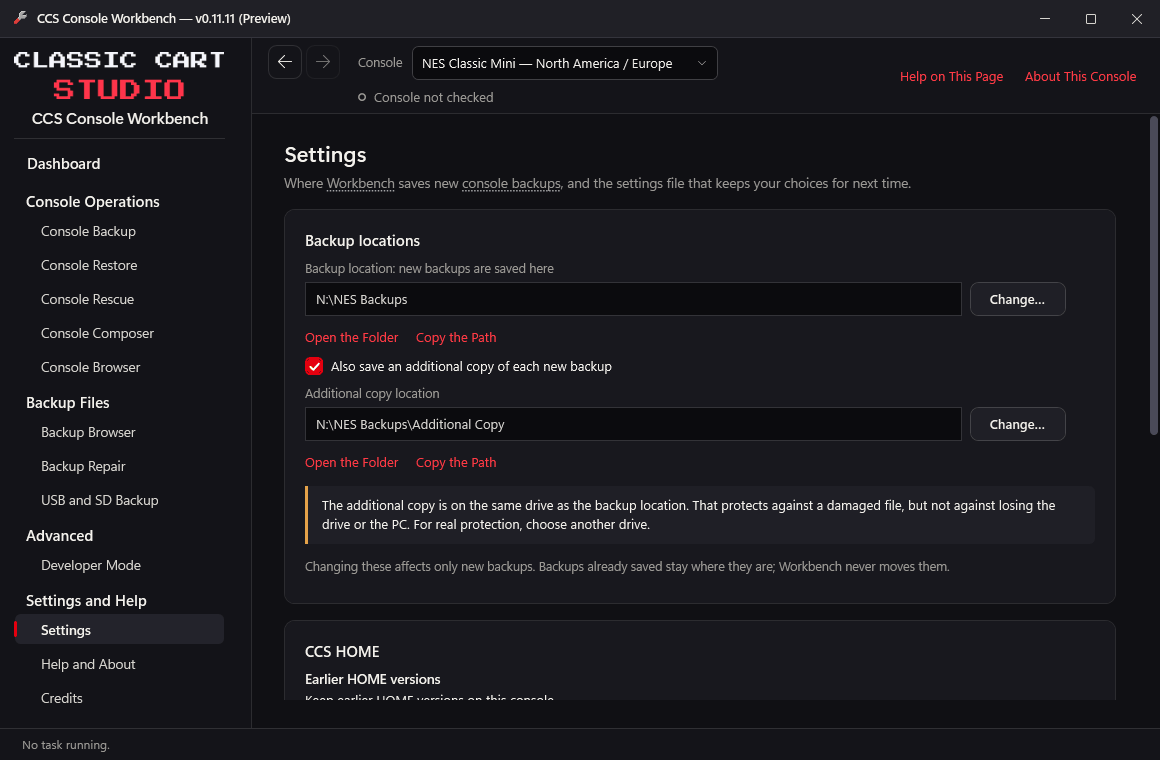 CCS Console Workbench — v0.11.11 (Preview)
CLASSIC CART
STUDIO
CCS Console Workbench
Dashboard
Console Operations
Console Backup
Console Restore
Console Rescue
Console Composer
Console Browser
Backup Files
Backup Browser
Backup Repair
USB and SD Backup
Advanced
Developer Mode
Settings and Help
Settings
Help and About
Credits
Console
NES Classic Mini — North America / Europe
Console not checked
Help on This Page
About This Console
Settings
Where Workbench saves new console backups, and the settings file that keeps your choices for next time.
Backup locations
Backup location: new backups are saved here
N:\NES Backups
Change...
Open the Folder
Copy the Path
Also save an additional copy of each new backup
Additional copy location
N:\NES Backups\Additional Copy
Change...
Open the Folder
Copy the Path
The additional copy is on the same drive as the backup location. That protects against a damaged file, but not against losing the
drive or the PC. For real protection, choose another drive.
Changing these affects only new backups. Backups already saved stay where they are; Workbench never moves them.
CCS HOME
Earlier HOME versions
Keep earlier HOME versions on this console
No task running.